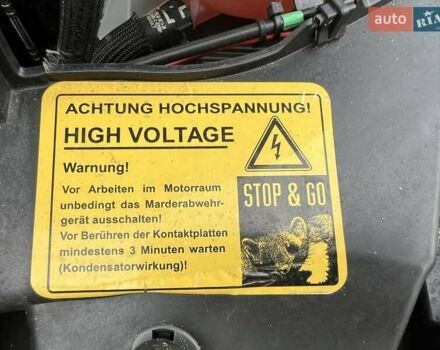 auto RIA
ACHTUNG HOCHSPANNUNG!
HIGH VOLTAGE
Warnung!
Vor Arbeiten im Motorraum
unbedingt das Marderabwehr-
gerät ausschalten!
Vor Berühren der Kontaktplatten
mindestens 3 Minuten warten
(Kondensatorwirkung)!
STOP & GO